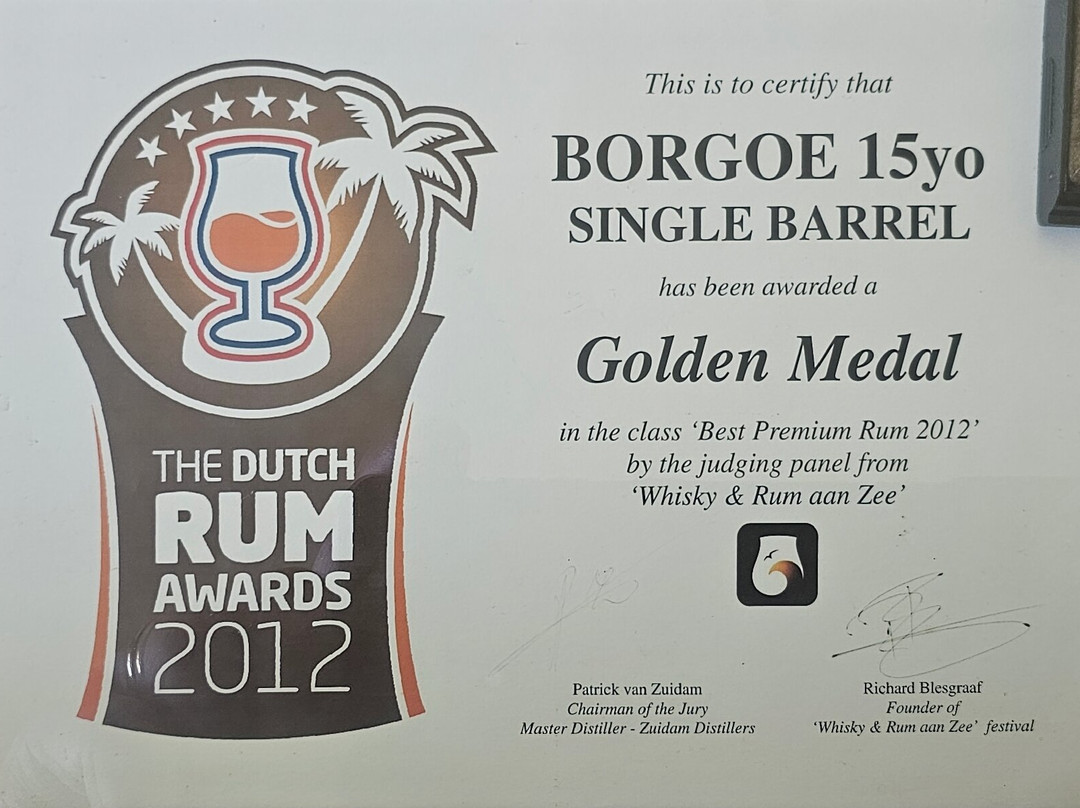 THE DUTCH
RUM
AWARDS
2012
This is to certify that
BORGOE 15yo
SINGLE BARREL
has been awarded a
Golden Medal
in the class ‘Best Premium Rum 2012’
by the judging panel from
‘Whisky & Rum aan Zee’
Patrick van Zuidam
Chairman of the Jury
Master Distiller - Zuidam Distillers
Richard Blesgraaf
Founder of
‘Whisky & Rum aan Zee’ festival